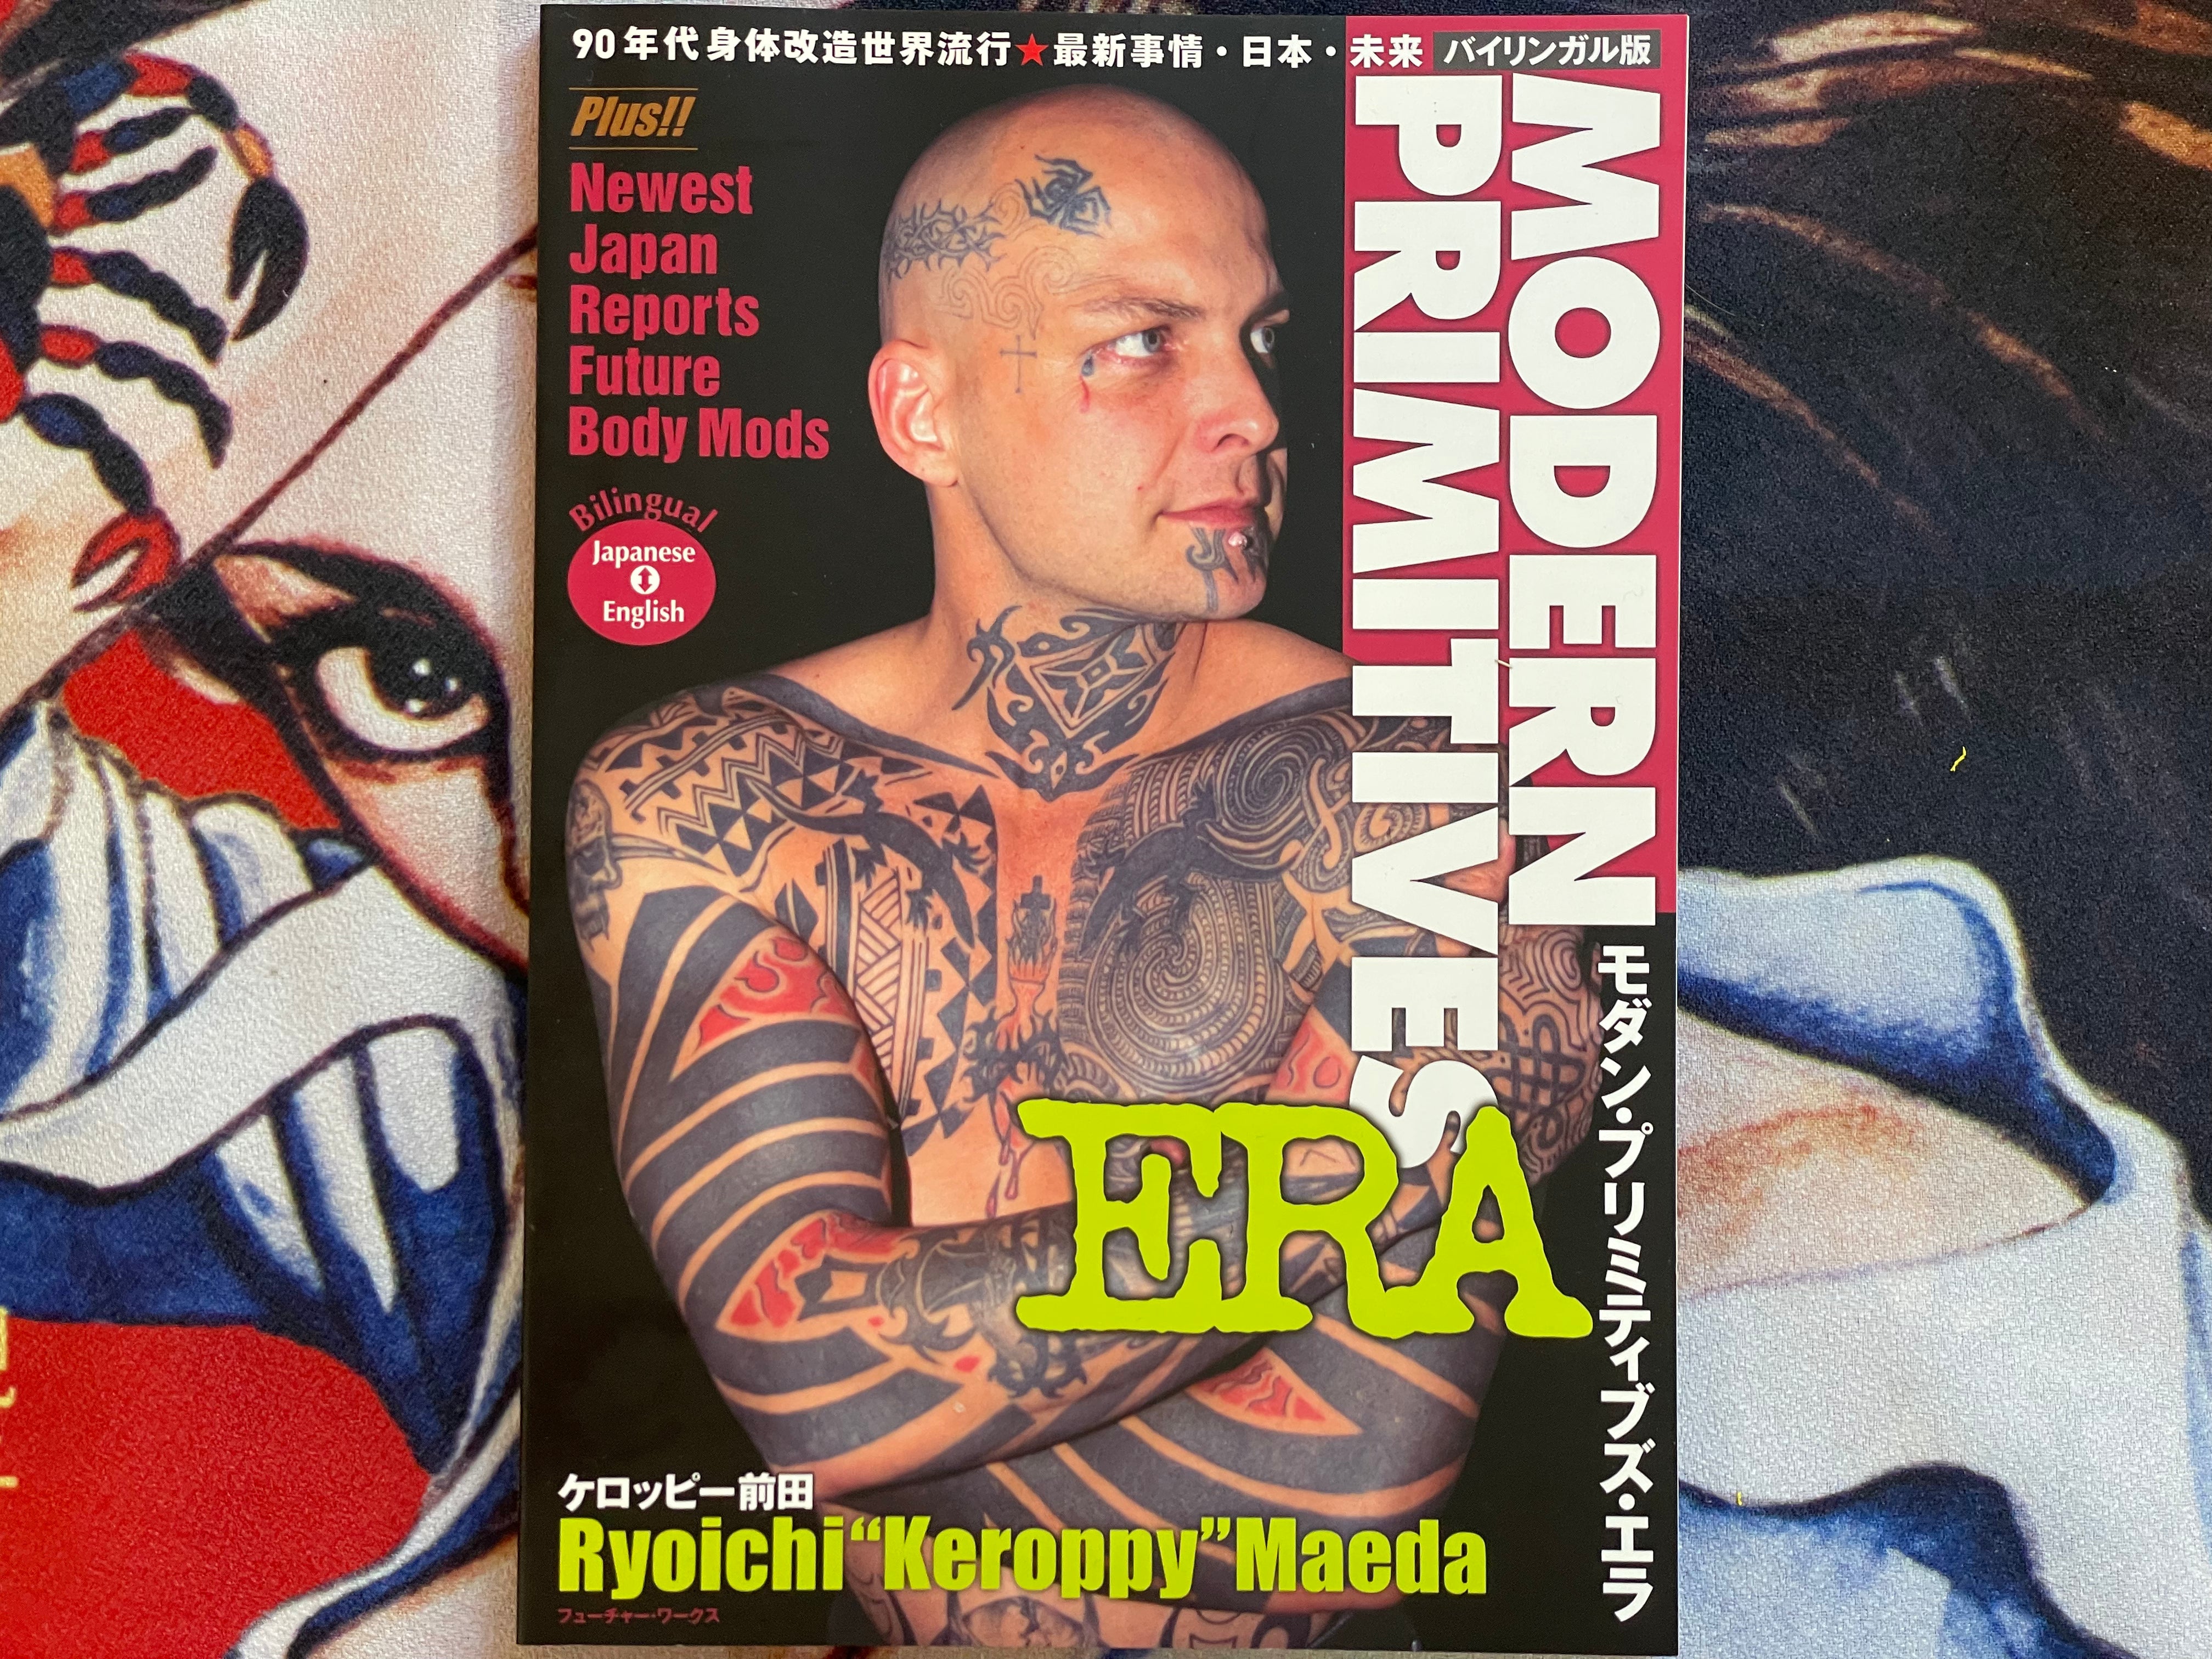 90年代身体改造世界流行★最新事情・日本・未来 バイリンガル版
Plus!!
Newest
Japan
Reports
Future
Body Mods
Bilingual
Japanese
English
MODERN
PRIMITIVES
ERA
モダン・プリミティブズ・エラ
ケロッピー前田
Ryoichi“Keroppy”Maeda
フューチャー・ワークス